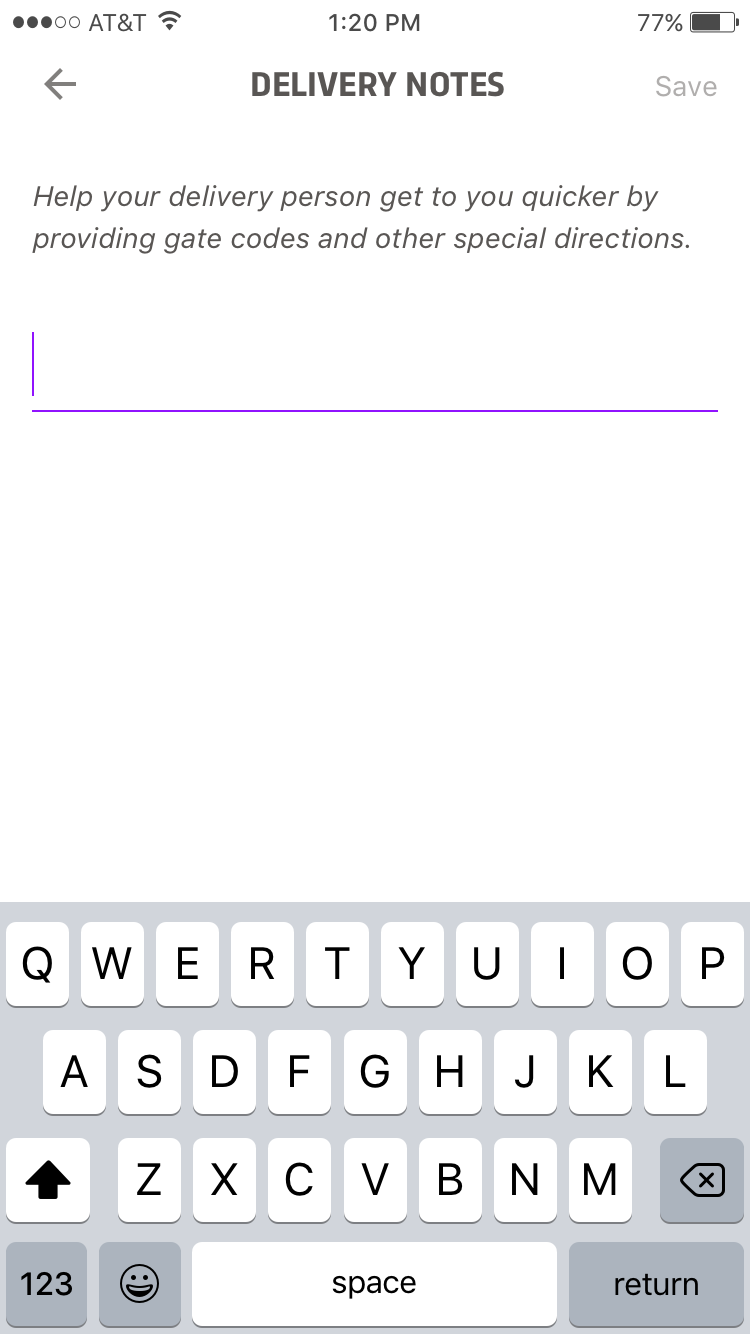 AT&T 1:20 PM 77%
DELIVERY NOTES Save
Help your delivery person get to you quicker by
providing gate codes and other special directions.
Q W E R T Y U I O P
A S D F G H J K L
Z X C V B N M
123 space return